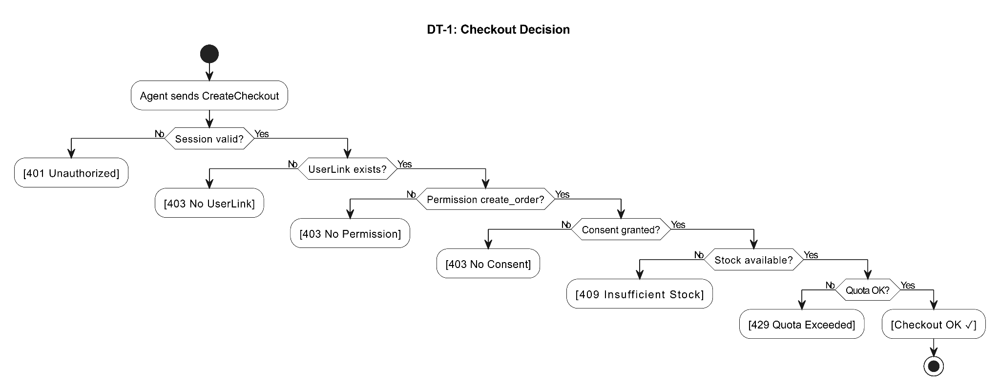 DT-1: Checkout Decision
Agent sends CreateCheckout
No
Session valid?
Yes
[401 Unauthorized]
No
UserLink exists?
Yes
[403 No UserLink]
No
Permission create_order?
Yes
[403 No Permission]
No
Consent granted?
Yes
[403 No Consent]
No
Stock available?
Yes
[409 Insufficient Stock]
No
Quota OK?
Yes
[429 Quota Exceeded]
[Checkout OK ✓]